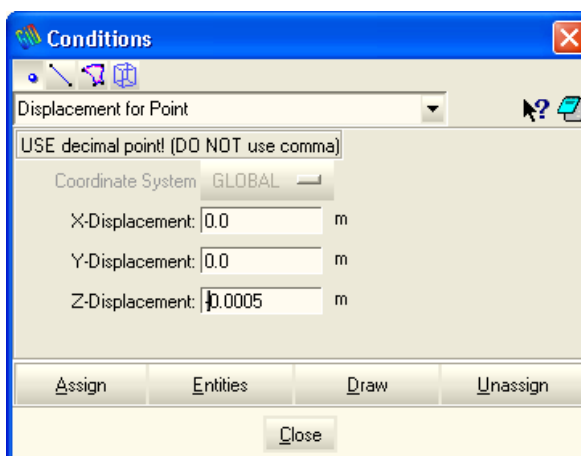 Conditions
Displacement for Point
USE decimal point! (DO NOT use comma)
Coordinate System GLOBAL
X-Displacement: 0.0 m
Y-Displacement: 0.0 m
Z-Displacement: -0.0005 m
Assign Entities Draw Unassign
Close